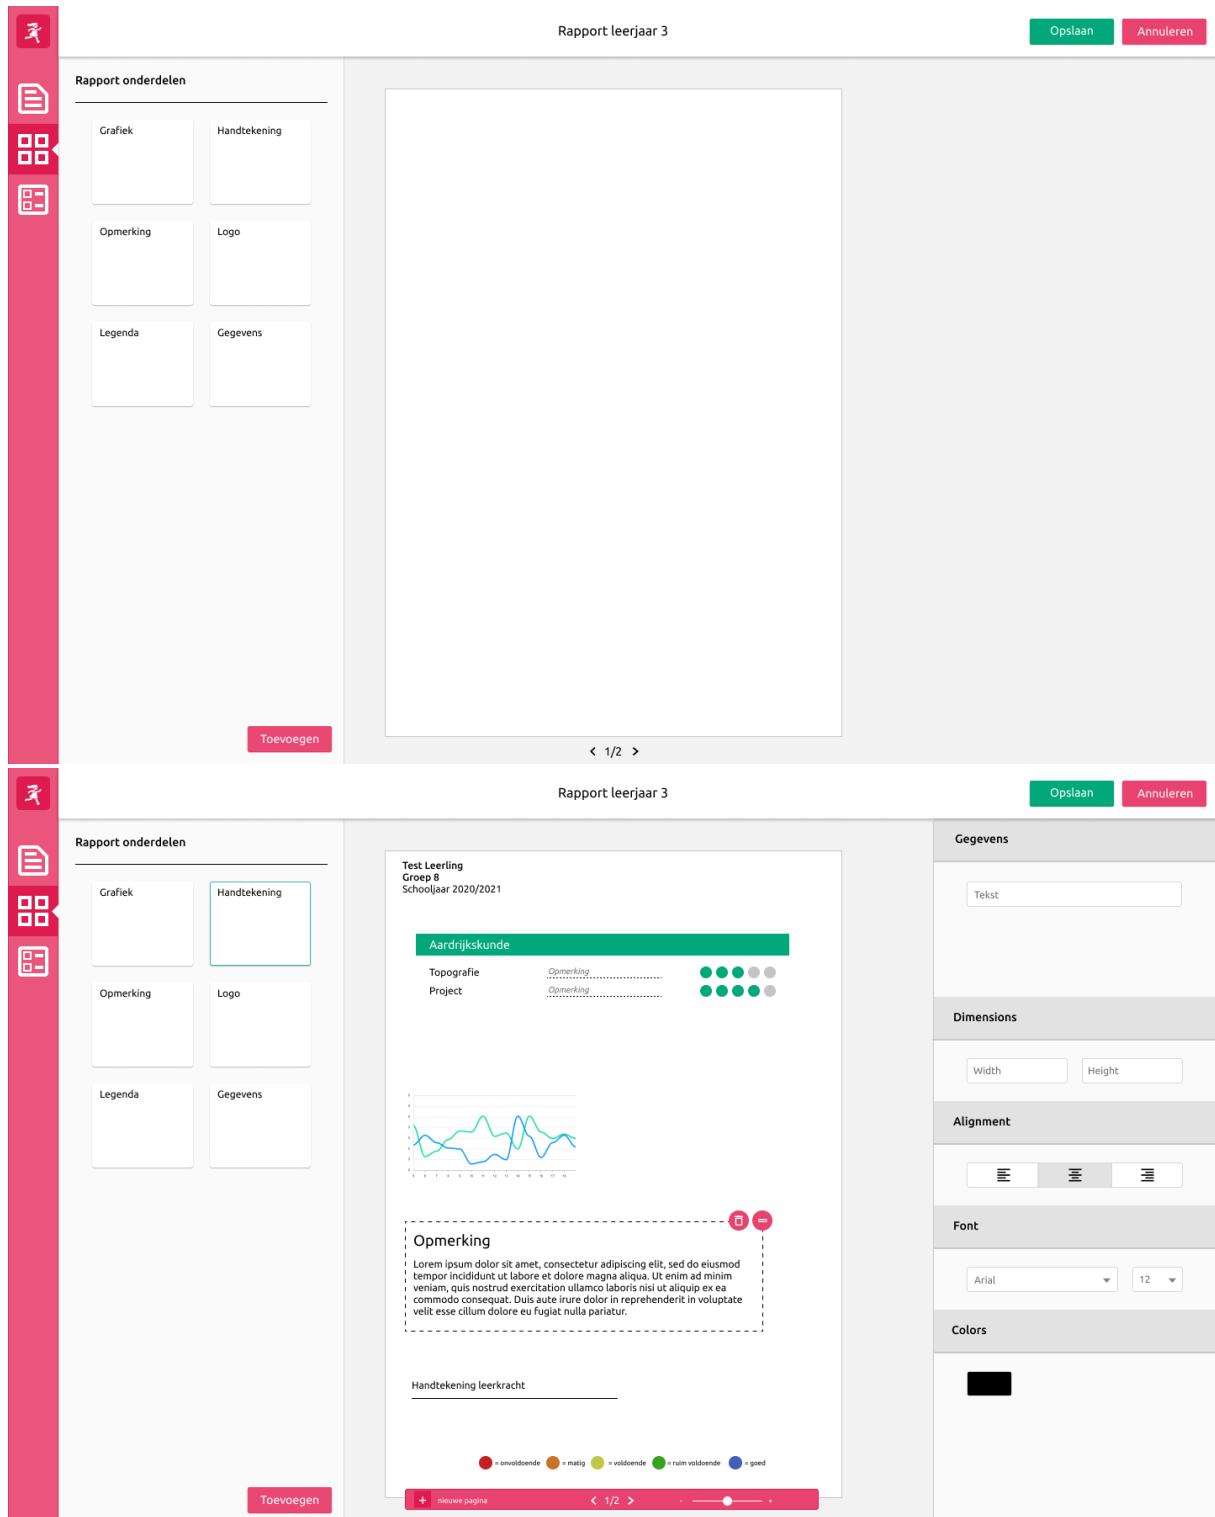 Rapport leerjaar 3
Opslaan
Annuleren
Rapport onderdelen
Grafiek
Handtekening
Opmerking
Logo
Legenda
Gegevens
Toevoegen
1/2
Rapport leerjaar 3
Opslaan
Annuleren
Rapport onderdelen
Grafiek
Handtekening
Opmerking
Logo
Legenda
Gegevens
Toevoegen
Test Leerling
Groep 8
Schooljaar 2020/2021
Aardrijkskunde
Topografie
Opmerking
Project
Opmerking
Opmerking
Lorem ipsum dolor sit amet, consectetur adipiscing elit, sed do eiusmod
tempor incididunt ut labore et dolore magna aliqua. Ut enim ad minim
veniam, quis nostrud exercitation ullamco laboris nisi ut aliquip ex ea
commodo consequat. Duis aute irure dolor in reprehenderit in voluptate
velit esse cillum dolore eu fugiat nulla pariatur.
Handtekening leerkracht
= onvoldoende
= matig
= voldoende
= ruim voldoende
= goed
+ nieuwe pagina
1/2
- +
Gegevens
Tekst
Dimensions
Width
Height
Alignment
Font
Arial
12
Colors